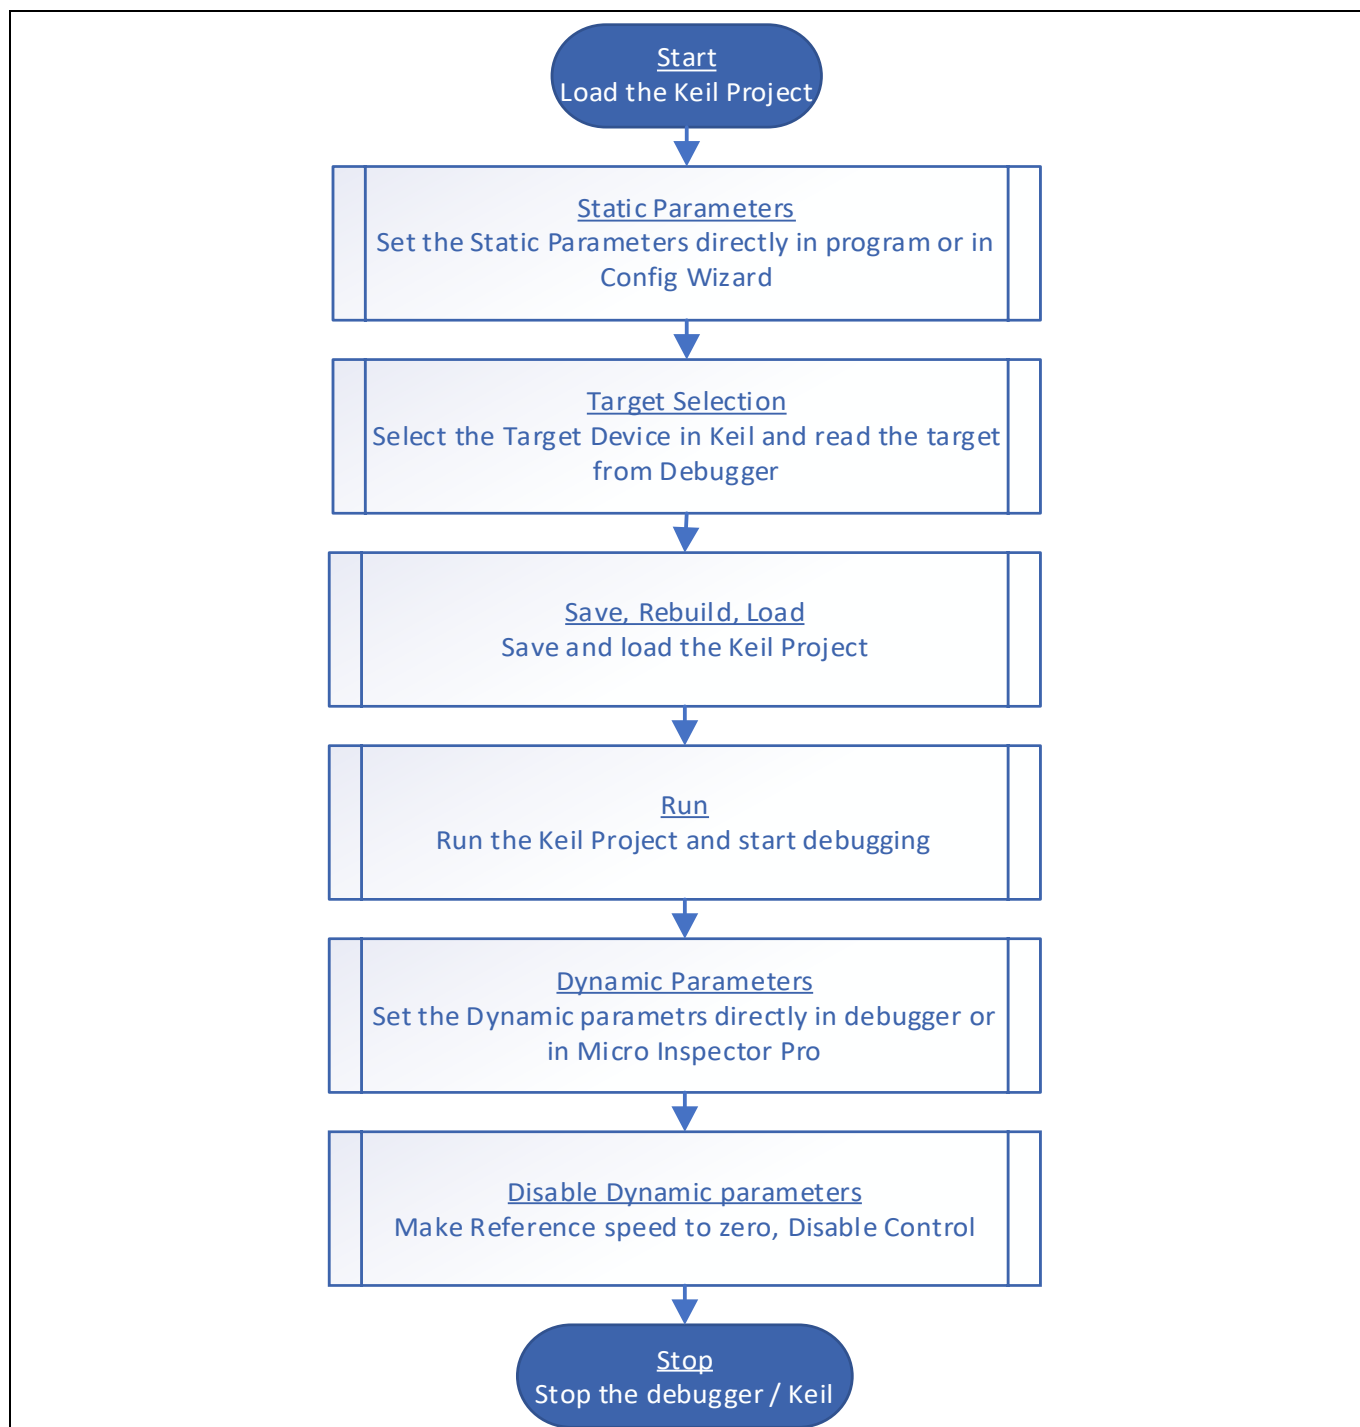 Start
Load the Keil Project
Static Parameters
Set the Static Parameters directly in program or in
Config Wizard
Target Selection
Select the Target Device in Keil and read the target
from Debugger
Save, Rebuild, Load
Save and load the Keil Project
Run
Run the Keil Project and start debugging
Dynamic Parameters
Set the Dynamic parametrs directly in debugger or
in Micro Inspector Pro
Disable Dynamic parameters
Make Reference speed to zero, Disable Control
Stop
Stop the debugger / Keil